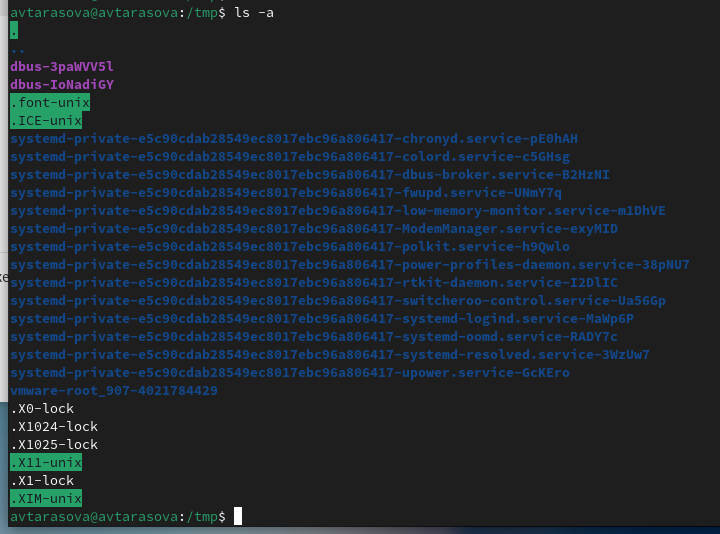 avtarasova@avtarasova:/tmp$ ls -a
.
..
dbus-3paWVV5l
dbus-IoNadiGY
.font-unix
.ICE-unix
systemd-private-e5c90cdab28549ec8017ebc96a806417-chronyd.service-pE0hAH
systemd-private-e5c90cdab28549ec8017ebc96a806417-colord.service-c5GHsg
systemd-private-e5c90cdab28549ec8017ebc96a806417-dbus-broker.service-B2HzNI
systemd-private-e5c90cdab28549ec8017ebc96a806417-fwupd.service-UNmY7q
systemd-private-e5c90cdab28549ec8017ebc96a806417-low-memory-monitor.service-m1DhVE
systemd-private-e5c90cdab28549ec8017ebc96a806417-ModemManager.service-exyMID
systemd-private-e5c90cdab28549ec8017ebc96a806417-polkit.service-h9Qwlo
systemd-private-e5c90cdab28549ec8017ebc96a806417-power-profiles-daemon.service-38pNU7
systemd-private-e5c90cdab28549ec8017ebc96a806417-rtkit-daemon.service-I2DlIC
systemd-private-e5c90cdab28549ec8017ebc96a806417-switcheroo-control.service-Ua56Gp
systemd-private-e5c90cdab28549ec8017ebc96a806417-systemd-logind.service-MaWp6P
systemd-private-e5c90cdab28549ec8017ebc96a806417-systemd-oomd.service-RADY7c
systemd-private-e5c90cdab28549ec8017ebc96a806417-systemd-resolved.service-3WzUw7
systemd-private-e5c90cdab28549ec8017ebc96a806417-upower.service-GcKEro
vmware-root_907-4021784429
.X0-lock
.X1024-lock
.X1025-lock
.X11-unix
.X1-lock
.XIM-unix
avtarasova@avtarasova:/tmp$